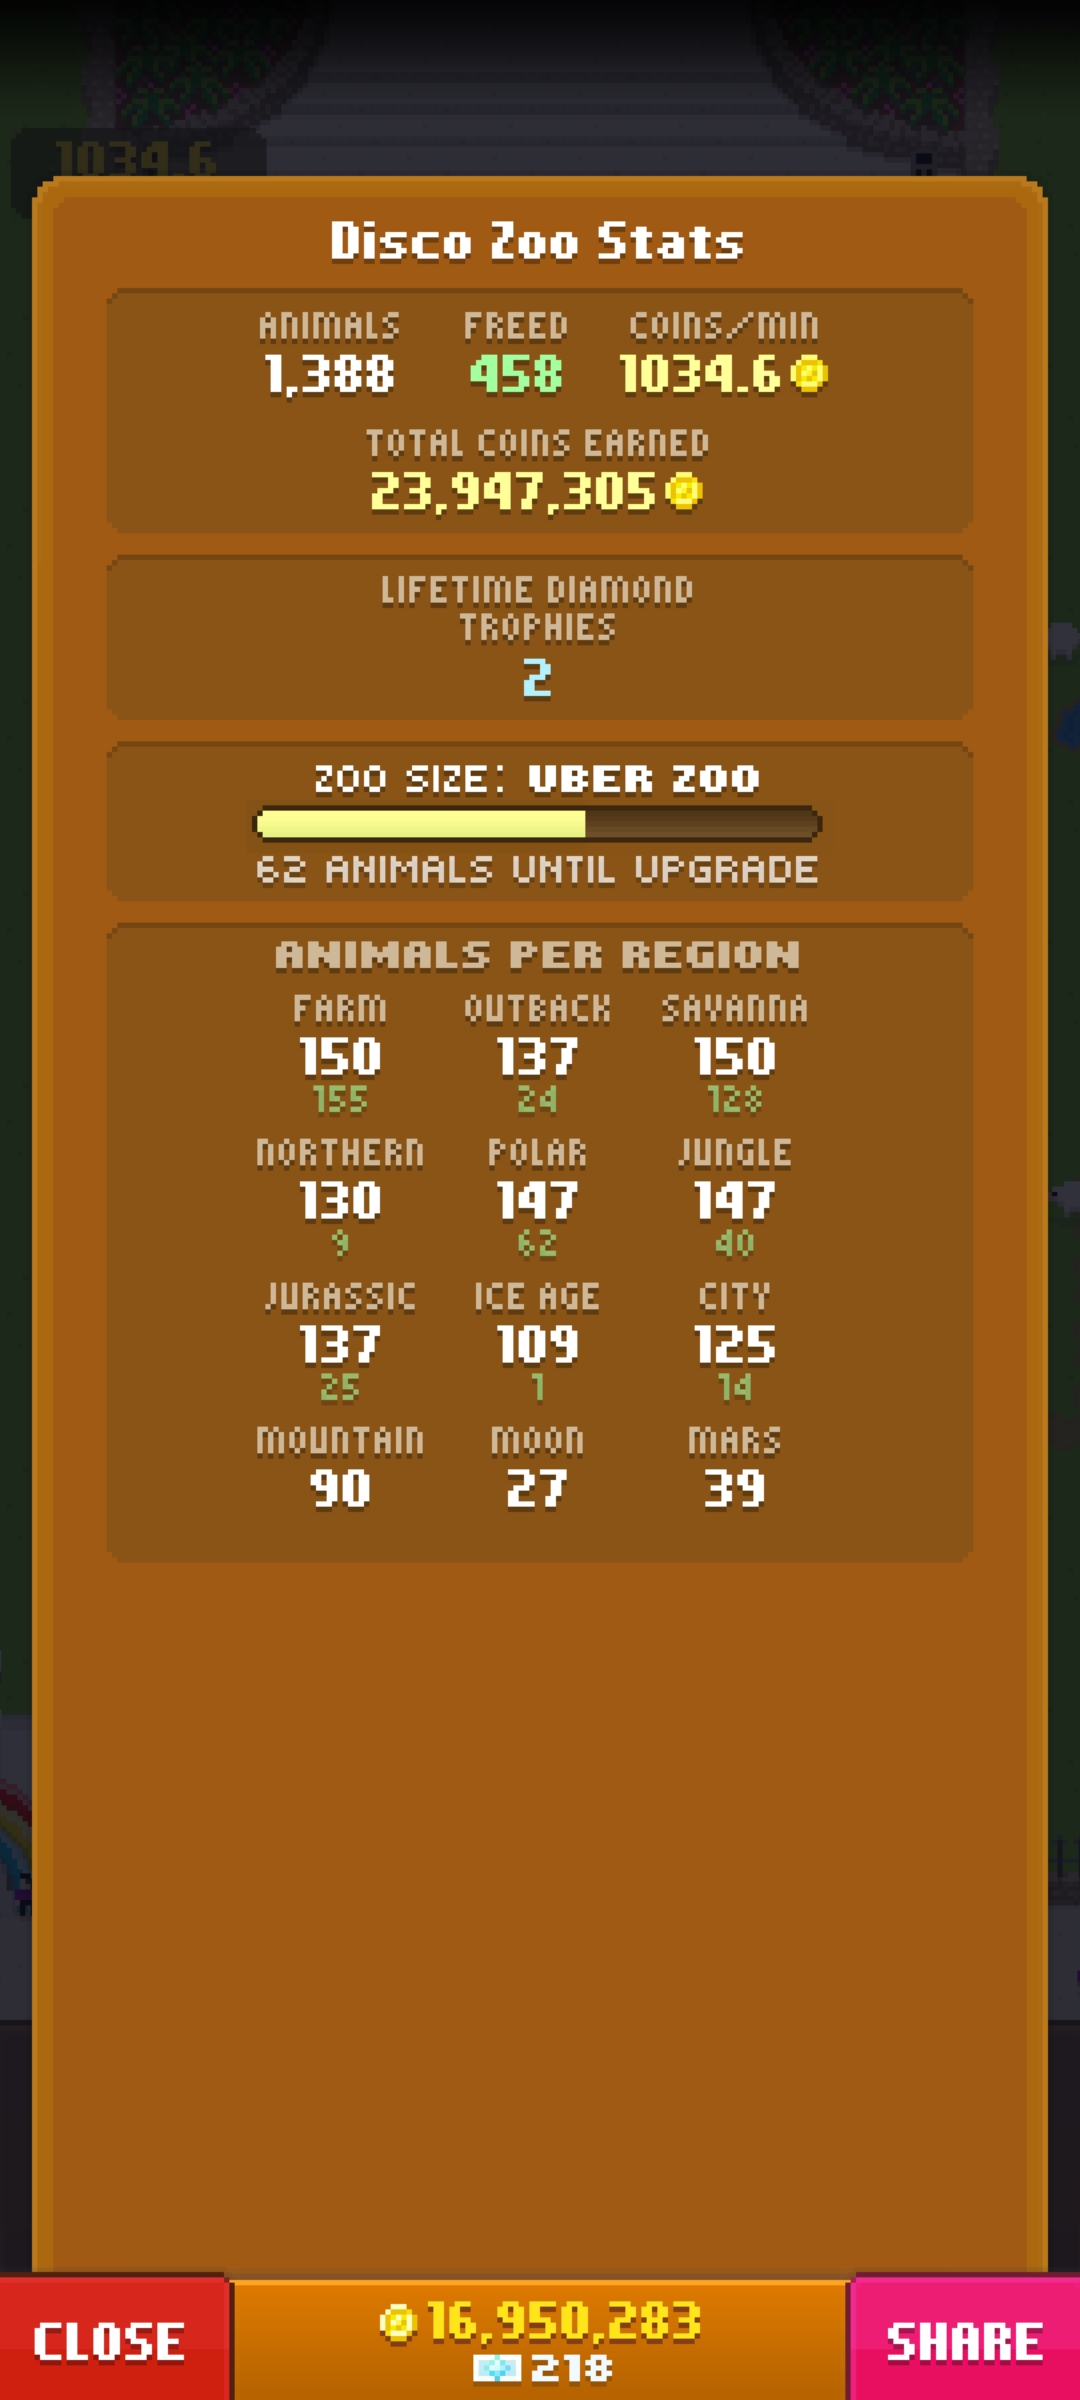 1034.6
Disco Zoo Stats
ANIMALS FREED COINS/MIN
1,388 458 1034.6
TOTAL COINS EARNED
23,947,305
LIFETIME DIAMOND
TROPHIES
2
ZOO SIZE: UBER ZOO
62 ANIMALS UNTIL UPGRADE
ANIMALS PER REGION
FARM OUTBACK SAVANNA
150 137 150
155 24 128
NORTHERN POLAR JUNGLE
130 147 147
9 62 40
JURASSIC ICE AGE CITY
137 109 125
25 1 14
MOUNTAIN MOON MARS
90 27 39
CLOSE 16,950,283 SHARE
218